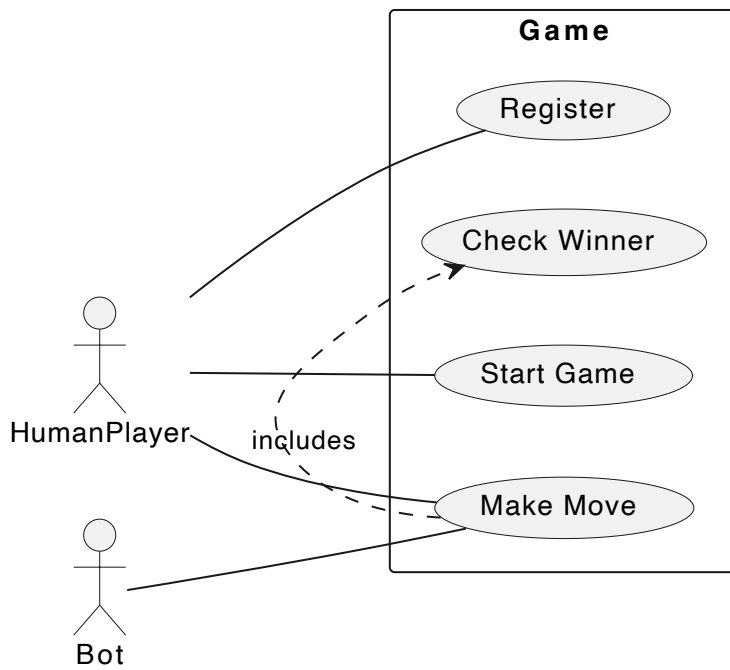 Game
Register
Check Winner
Start Game
HumanPlayer
includes
Make Move
Bot